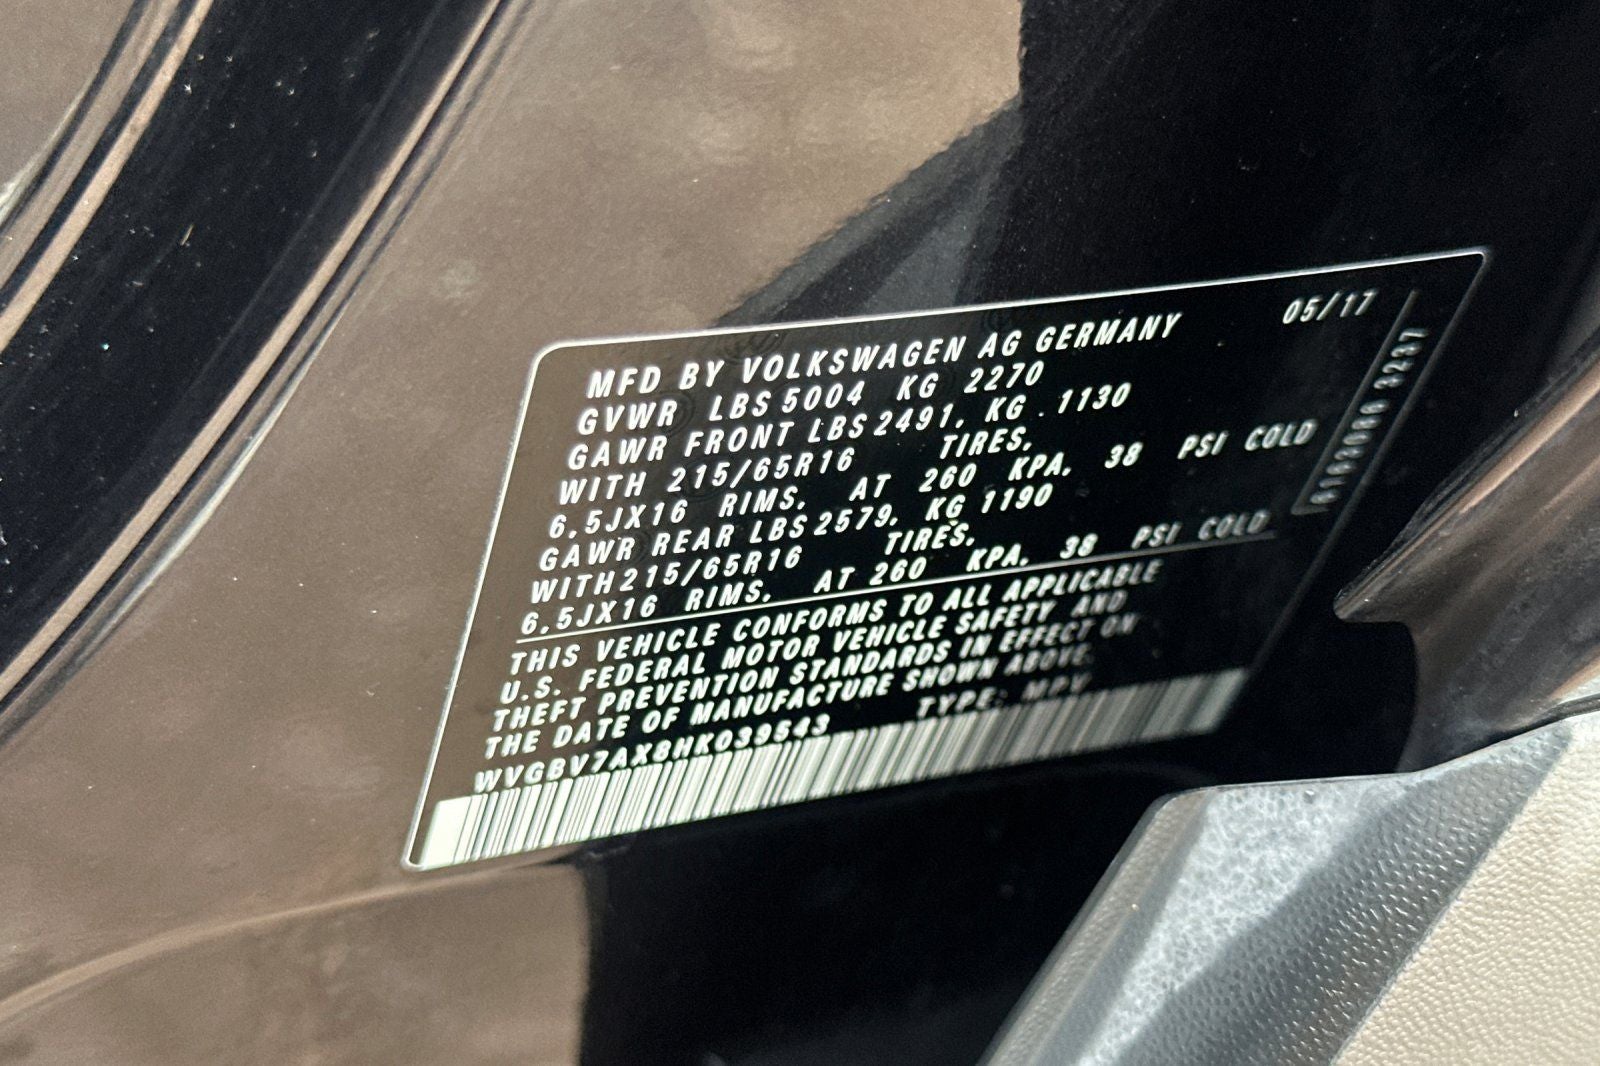 MFD BY VOLKSWAGEN AG GERMANY 05/17
GVWR LBS 5004 KG 2270
GAWR FRONT LBS 2491, KG. 1130
WITH 215/65R16 TIRES,
6.5JX16 RIMS, AT 260 KPA, 38 PSI COLD
GAWR REAR LBS 2579, KG 1190
WITH 215/65R16 TIRES,
6.5JX16 RIMS, AT 260 KPA, 38 PSI COLD
THIS VEHICLE CONFORMS TO ALL APPLICABLE
U.S. FEDERAL MOTOR VEHICLE SAFETY AND
THEFT PREVENTION STANDARDS IN EFFECT ON
THE DATE OF MANUFACTURE SHOWN ABOVE.
WVGBV7AX8HK039543 TYPE: MPV
3237